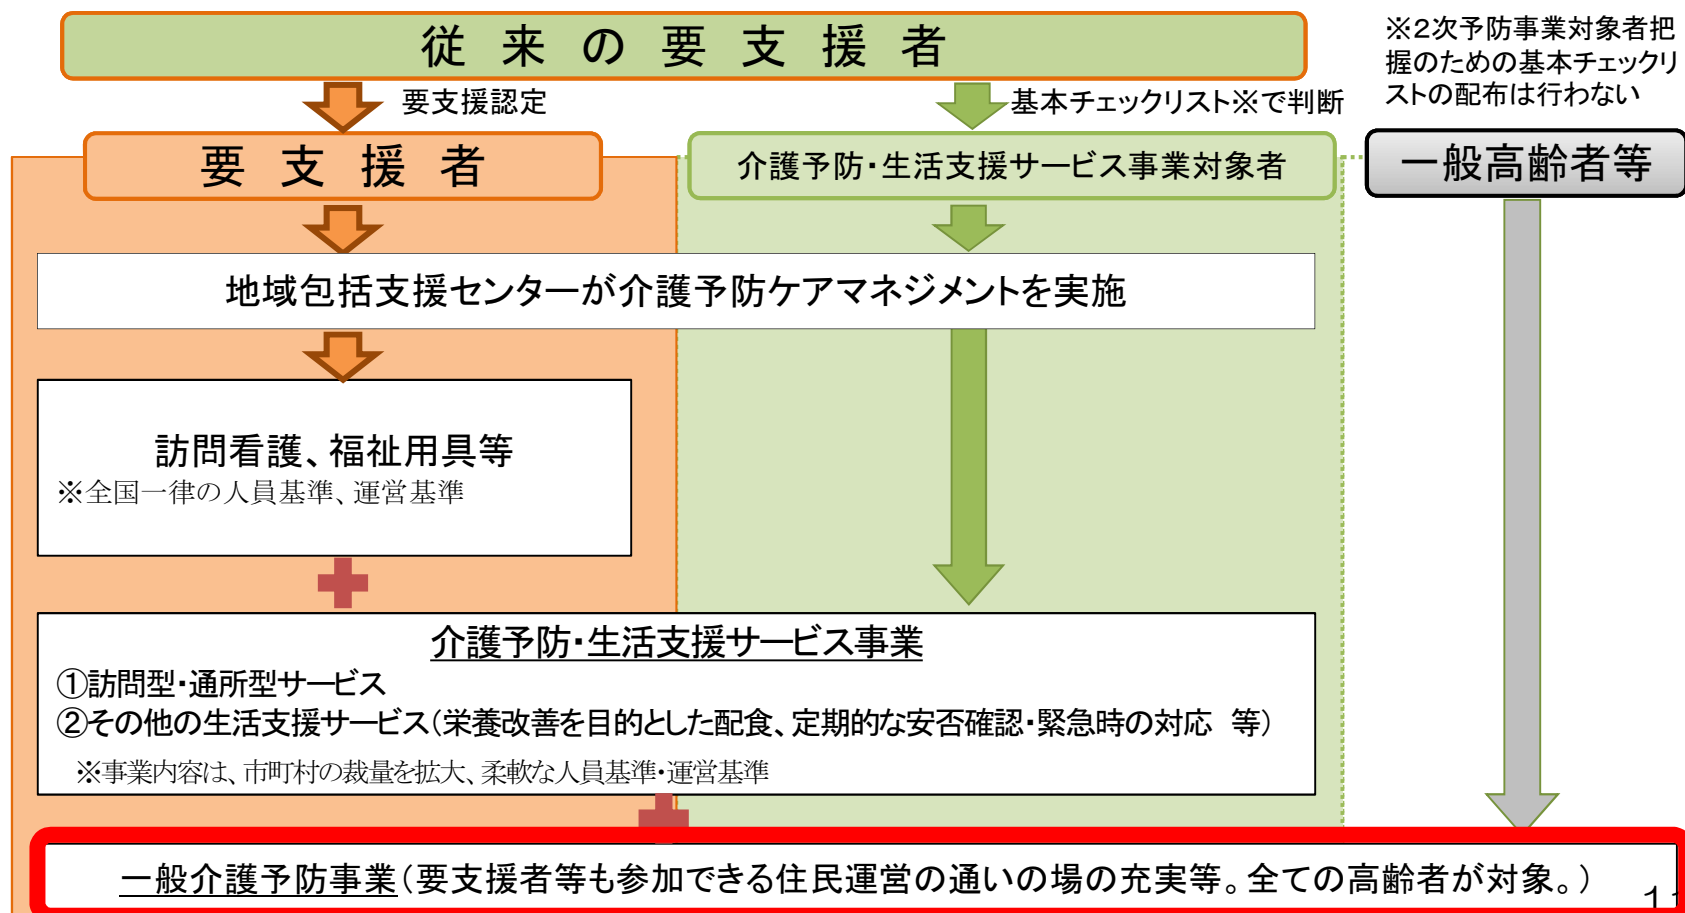 従来の要支援者
※2次予防事業対象者把
握のための基本チェックリ
ストの配布は行わない
要支援認定
基本チェックリスト※で判断
要支援者
介護予防・生活支援サービス事業対象者
一般高齢者等
地域包括支援センターが介護予防ケアマネジメントを実施
訪問看護、福祉用具等
※全国一律の人員基準、運営基準
介護予防・生活支援サービス事業
①訪問型・通所型サービス
②その他の生活支援サービス(栄養改善を目的とした配食、定期的な安否確認・緊急時の対応 等)
※事業内容は、市町村の裁量を拡大、柔軟な人員基準・運営基準
一般介護予防事業(要支援者等も参加できる住民運営の通いの場の充実等。全ての高齢者が対象。)